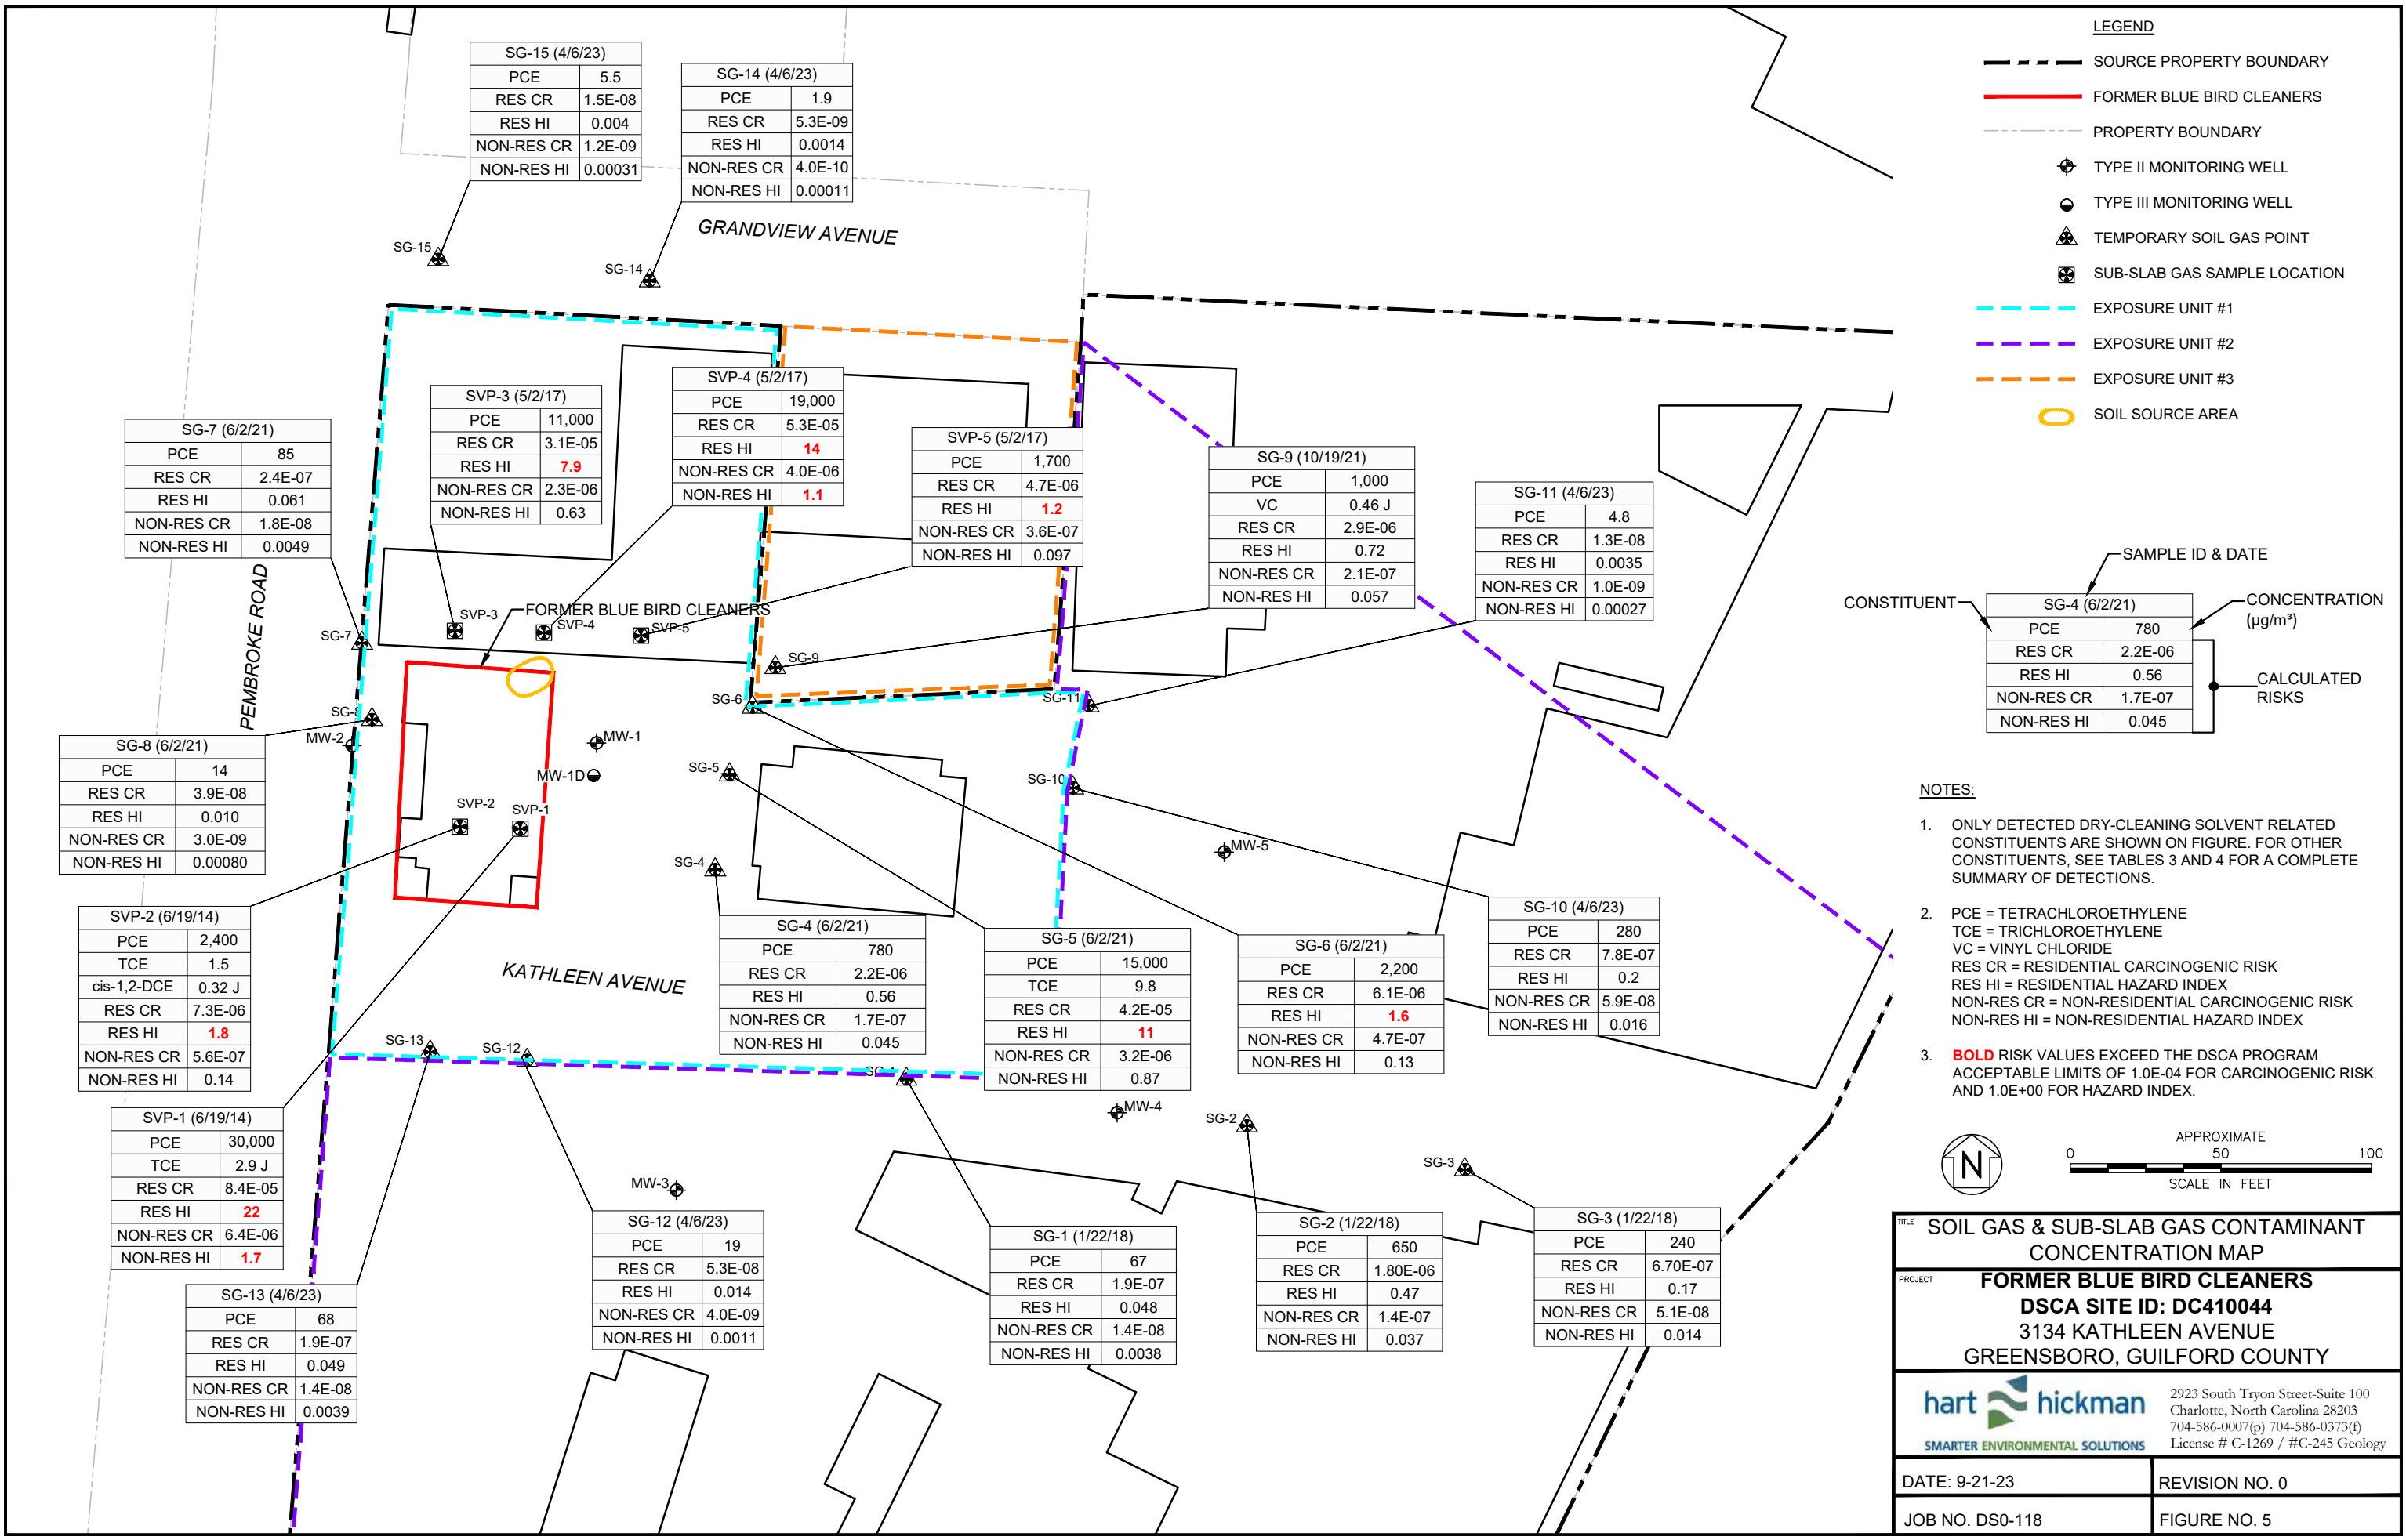 SG-15 (4/6/23)
PCE 5.5
RES CR 1.5E-08
RES HI 0.004
NON-RES CR 1.2E-09
NON-RES HI 0.00031
SG-14 (4/6/23)
PCE 1.9
RES CR 5.3E-09
RES HI 0.0014
NON-RES CR 4.0E-10
NON-RES HI 0.00011
GRANDVIEW AVENUE
SG-15
SG-14
SG-7 (6/2/21)
PCE 85
RES CR 2.4E-07
RES HI 0.061
NON-RES CR 1.8E-08
NON-RES HI 0.0049
SVP-3 (5/2/17)
PCE 11,000
RES CR 3.1E-05
RES HI 7.9
NON-RES CR 2.3E-06
NON-RES HI 0.63
SVP-4 (5/2/17)
PCE 19,000
RES CR 5.3E-05
RES HI 14
NON-RES CR 4.0E-06
NON-RES HI 1.1
SVP-5 (5/2/17)
PCE 1,700
RES CR 4.7E-06
RES HI 1.2
NON-RES CR 3.6E-07
NON-RES HI 0.097
SG-9 (10/19/21)
PCE 1,000
VC 0.46 J
RES CR 2.9E-06
RES HI 0.72
NON-RES CR 2.1E-07
NON-RES HI 0.057
SG-11 (4/6/23)
PCE 4.8
RES CR 1.3E-08
RES HI 0.0035
NON-RES CR 1.0E-09
NON-RES HI 0.00027
PEMBROKE ROAD
FORMER BLUE BIRD CLEANERS
SVP-3
SVP-4
SVP-5
SG-7
SG-9
SG-6
SG-11
SG-8
MW-2
MW-1
MW-1D
SG-5
SG-10
SVP-2
SVP-1
SG-4
MW-5
SG-8 (6/2/21)
PCE 14
RES CR 3.9E-08
RES HI 0.010
NON-RES CR 3.0E-09
NON-RES HI 0.00080
SVP-2 (6/19/14)
PCE 2,400
TCE 1.5
cis-1,2-DCE 0.32 J
RES CR 7.3E-06
RES HI 1.8
NON-RES CR 5.6E-07
NON-RES HI 0.14
KATHLEEN AVENUE
SG-4 (6/2/21)
PCE 780
RES CR 2.2E-06
RES HI 0.56
NON-RES CR 1.7E-07
NON-RES HI 0.045
SG-5 (6/2/21)
PCE 15,000
TCE 9.8
RES CR 4.2E-05
RES HI 11
NON-RES CR 3.2E-06
NON-RES HI 0.87
SG-6 (6/2/21)
PCE 2,200
RES CR 6.1E-06
RES HI 1.6
NON-RES CR 4.7E-07
NON-RES HI 0.13
SG-10 (4/6/23)
PCE 280
RES CR 7.8E-07
RES HI 0.2
NON-RES CR 5.9E-08
NON-RES HI 0.016
SG-13
SG-12
SG-1
MW-4
SG-2
SG-3
MW-3
SVP-1 (6/19/14)
PCE 30,000
TCE 2.9 J
RES CR 8.4E-05
RES HI 22
NON-RES CR 6.4E-06
NON-RES HI 1.7
SG-13 (4/6/23)
PCE 68
RES CR 1.9E-07
RES HI 0.049
NON-RES CR 1.4E-08
NON-RES HI 0.0039
SG-12 (4/6/23)
PCE 19
RES CR 5.3E-08
RES HI 0.014
NON-RES CR 4.0E-09
NON-RES HI 0.0011
SG-1 (1/22/18)
PCE 67
RES CR 1.9E-07
RES HI 0.048
NON-RES CR 1.4E-08
NON-RES HI 0.0038
SG-2 (1/22/18)
PCE 650
RES CR 1.80E-06
RES HI 0.47
NON-RES CR 1.4E-07
NON-RES HI 0.037
SG-3 (1/22/18)
PCE 240
RES CR 6.70E-07
RES HI 0.17
NON-RES CR 5.1E-08
NON-RES HI 0.014
LEGEND
SOURCE PROPERTY BOUNDARY
FORMER BLUE BIRD CLEANERS
PROPERTY BOUNDARY
TYPE II MONITORING WELL
TYPE III MONITORING WELL
TEMPORARY SOIL GAS POINT
SUB-SLAB GAS SAMPLE LOCATION
EXPOSURE UNIT #1
EXPOSURE UNIT #2
EXPOSURE UNIT #3
SOIL SOURCE AREA
SAMPLE ID & DATE
CONSTITUENT
CONCENTRATION
(µg/m³)
SG-4 (6/2/21)
PCE 780
RES CR 2.2E-06
RES HI 0.56
NON-RES CR 1.7E-07
NON-RES HI 0.045
CALCULATED
RISKS
NOTES:
1. ONLY DETECTED DRY-CLEANING SOLVENT RELATED
CONSTITUENTS ARE SHOWN ON FIGURE. FOR OTHER
CONSTITUENTS, SEE TABLES 3 AND 4 FOR A COMPLETE
SUMMARY OF DETECTIONS.
2. PCE = TETRACHLOROETHYLENE
TCE = TRICHLOROETHYLENE
VC = VINYL CHLORIDE
RES CR = RESIDENTIAL CARCINOGENIC RISK
RES HI = RESIDENTIAL HAZARD INDEX
NON-RES CR = NON-RESIDENTIAL CARCINOGENIC RISK
NON-RES HI = NON-RESIDENTIAL HAZARD INDEX
3. BOLD RISK VALUES EXCEED THE DSCA PROGRAM
ACCEPTABLE LIMITS OF 1.0E-04 FOR CARCINOGENIC RISK
AND 1.0E+00 FOR HAZARD INDEX.
N
APPROXIMATE
0 50 100
SCALE IN FEET
TITLE SOIL GAS & SUB-SLAB GAS CONTAMINANT
CONCENTRATION MAP
PROJECT FORMER BLUE BIRD CLEANERS
DSCA SITE ID: DC410044
3134 KATHLEEN AVENUE
GREENSBORO, GUILFORD COUNTY
hart hickman
SMARTER ENVIRONMENTAL SOLUTIONS
2923 South Tryon Street-Suite 100
Charlotte, North Carolina 28203
704-586-0007(p) 704-586-0373(f)
License # C-1269 / #C-245 Geology
DATE: 9-21-23
REVISION NO. 0
JOB NO. DS0-118
FIGURE NO. 5